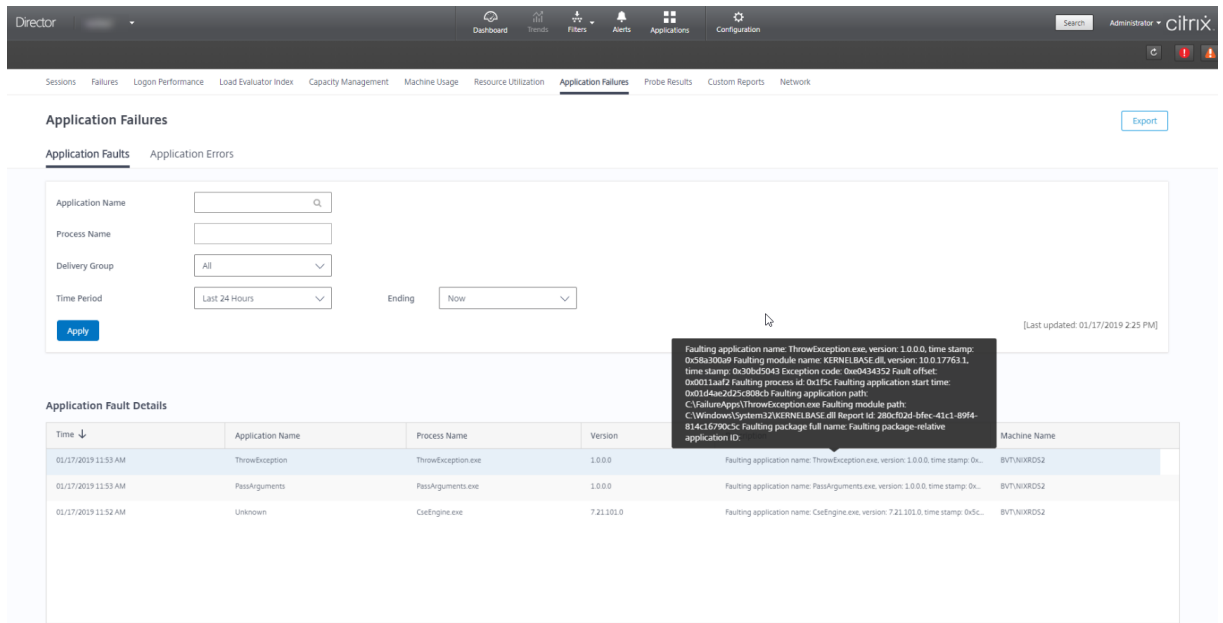 Director
Dashboard
Trends
Filters
Alerts
Applications
Configuration
Search
Administrator
citrix
Sessions Failures Logon Performance Load Evaluator Index Capacity Management Machine Usage Resource Utilization Application Failures Probe Results Custom Reports Network
Application Failures
Export
Application Faults Application Errors
Application Name
Process Name
Delivery Group All
Time Period Last 24 Hours Ending Now
Apply
[Last updated: 01/17/2019 2:25 PM]
Faulting application name: ThrowException.exe, version: 1.0.0.0, time stamp:
0x58a300a9 Faulting module name: KERNELBASE.dll, version: 10.0.17763.1,
time stamp: 0x30bd5043 Exception code: 0xe0434352 Fault offset:
0x0011aaf2 Faulting process id: 0x1f5c Faulting application start time:
0x01d4ae2d25c808cb Faulting application path:
C:\FailureApps\ThrowException.exe Faulting module path:
C:\Windows\System32\KERNELBASE.dll Report Id: 280cf02d-bfec-41c1-89f4-
814c16790c5c Faulting package full name: Faulting package-relative
application ID:
Application Fault Details
Time Application Name Process Name Version Machine Name
01/17/2019 11:53 AM ThrowException ThrowException.exe 1.0.0.0 Faulting application name: ThrowException.exe, version: 1.0.0.0, time stamp: 0x... BVT\NIXRDS2
01/17/2019 11:53 AM PassArguments PassArguments.exe 1.0.0.0 Faulting application name: PassArguments.exe, version: 1.0.0.0, time stamp: 0x... BVT\NIXRDS2
01/17/2019 11:52 AM Unknown CseEngine.exe 7.21.101.0 Faulting application name: CseEngine.exe, version: 7.21.101.0, time stamp: 0x5c... BVT\NIXRDS2